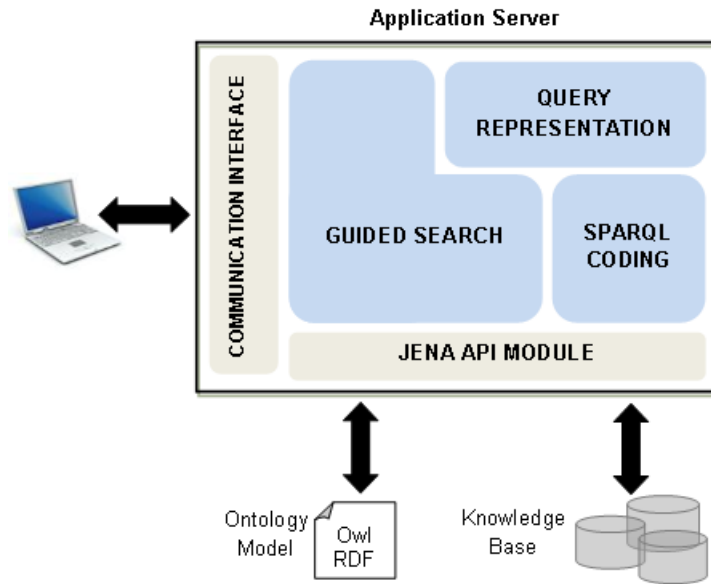 Application Server
COMMUNICATION INTERFACE
QUERY
REPRESENTATION
GUIDED SEARCH
SPARQL
CODING
JENA API MODULE
Ontology
Model
Owl
RDF
Knowledge
Base